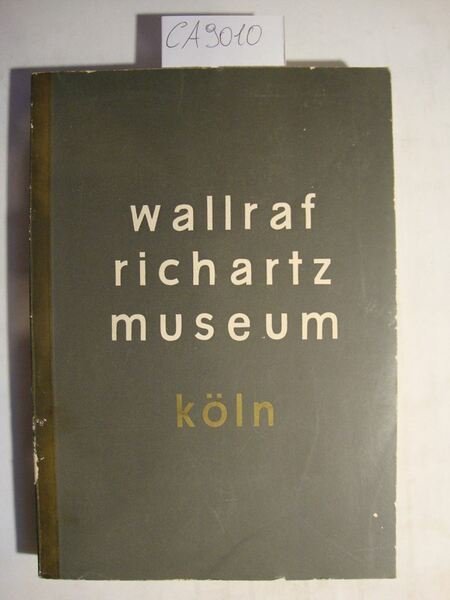 CA9010
wallraf
richartz
museum
köln